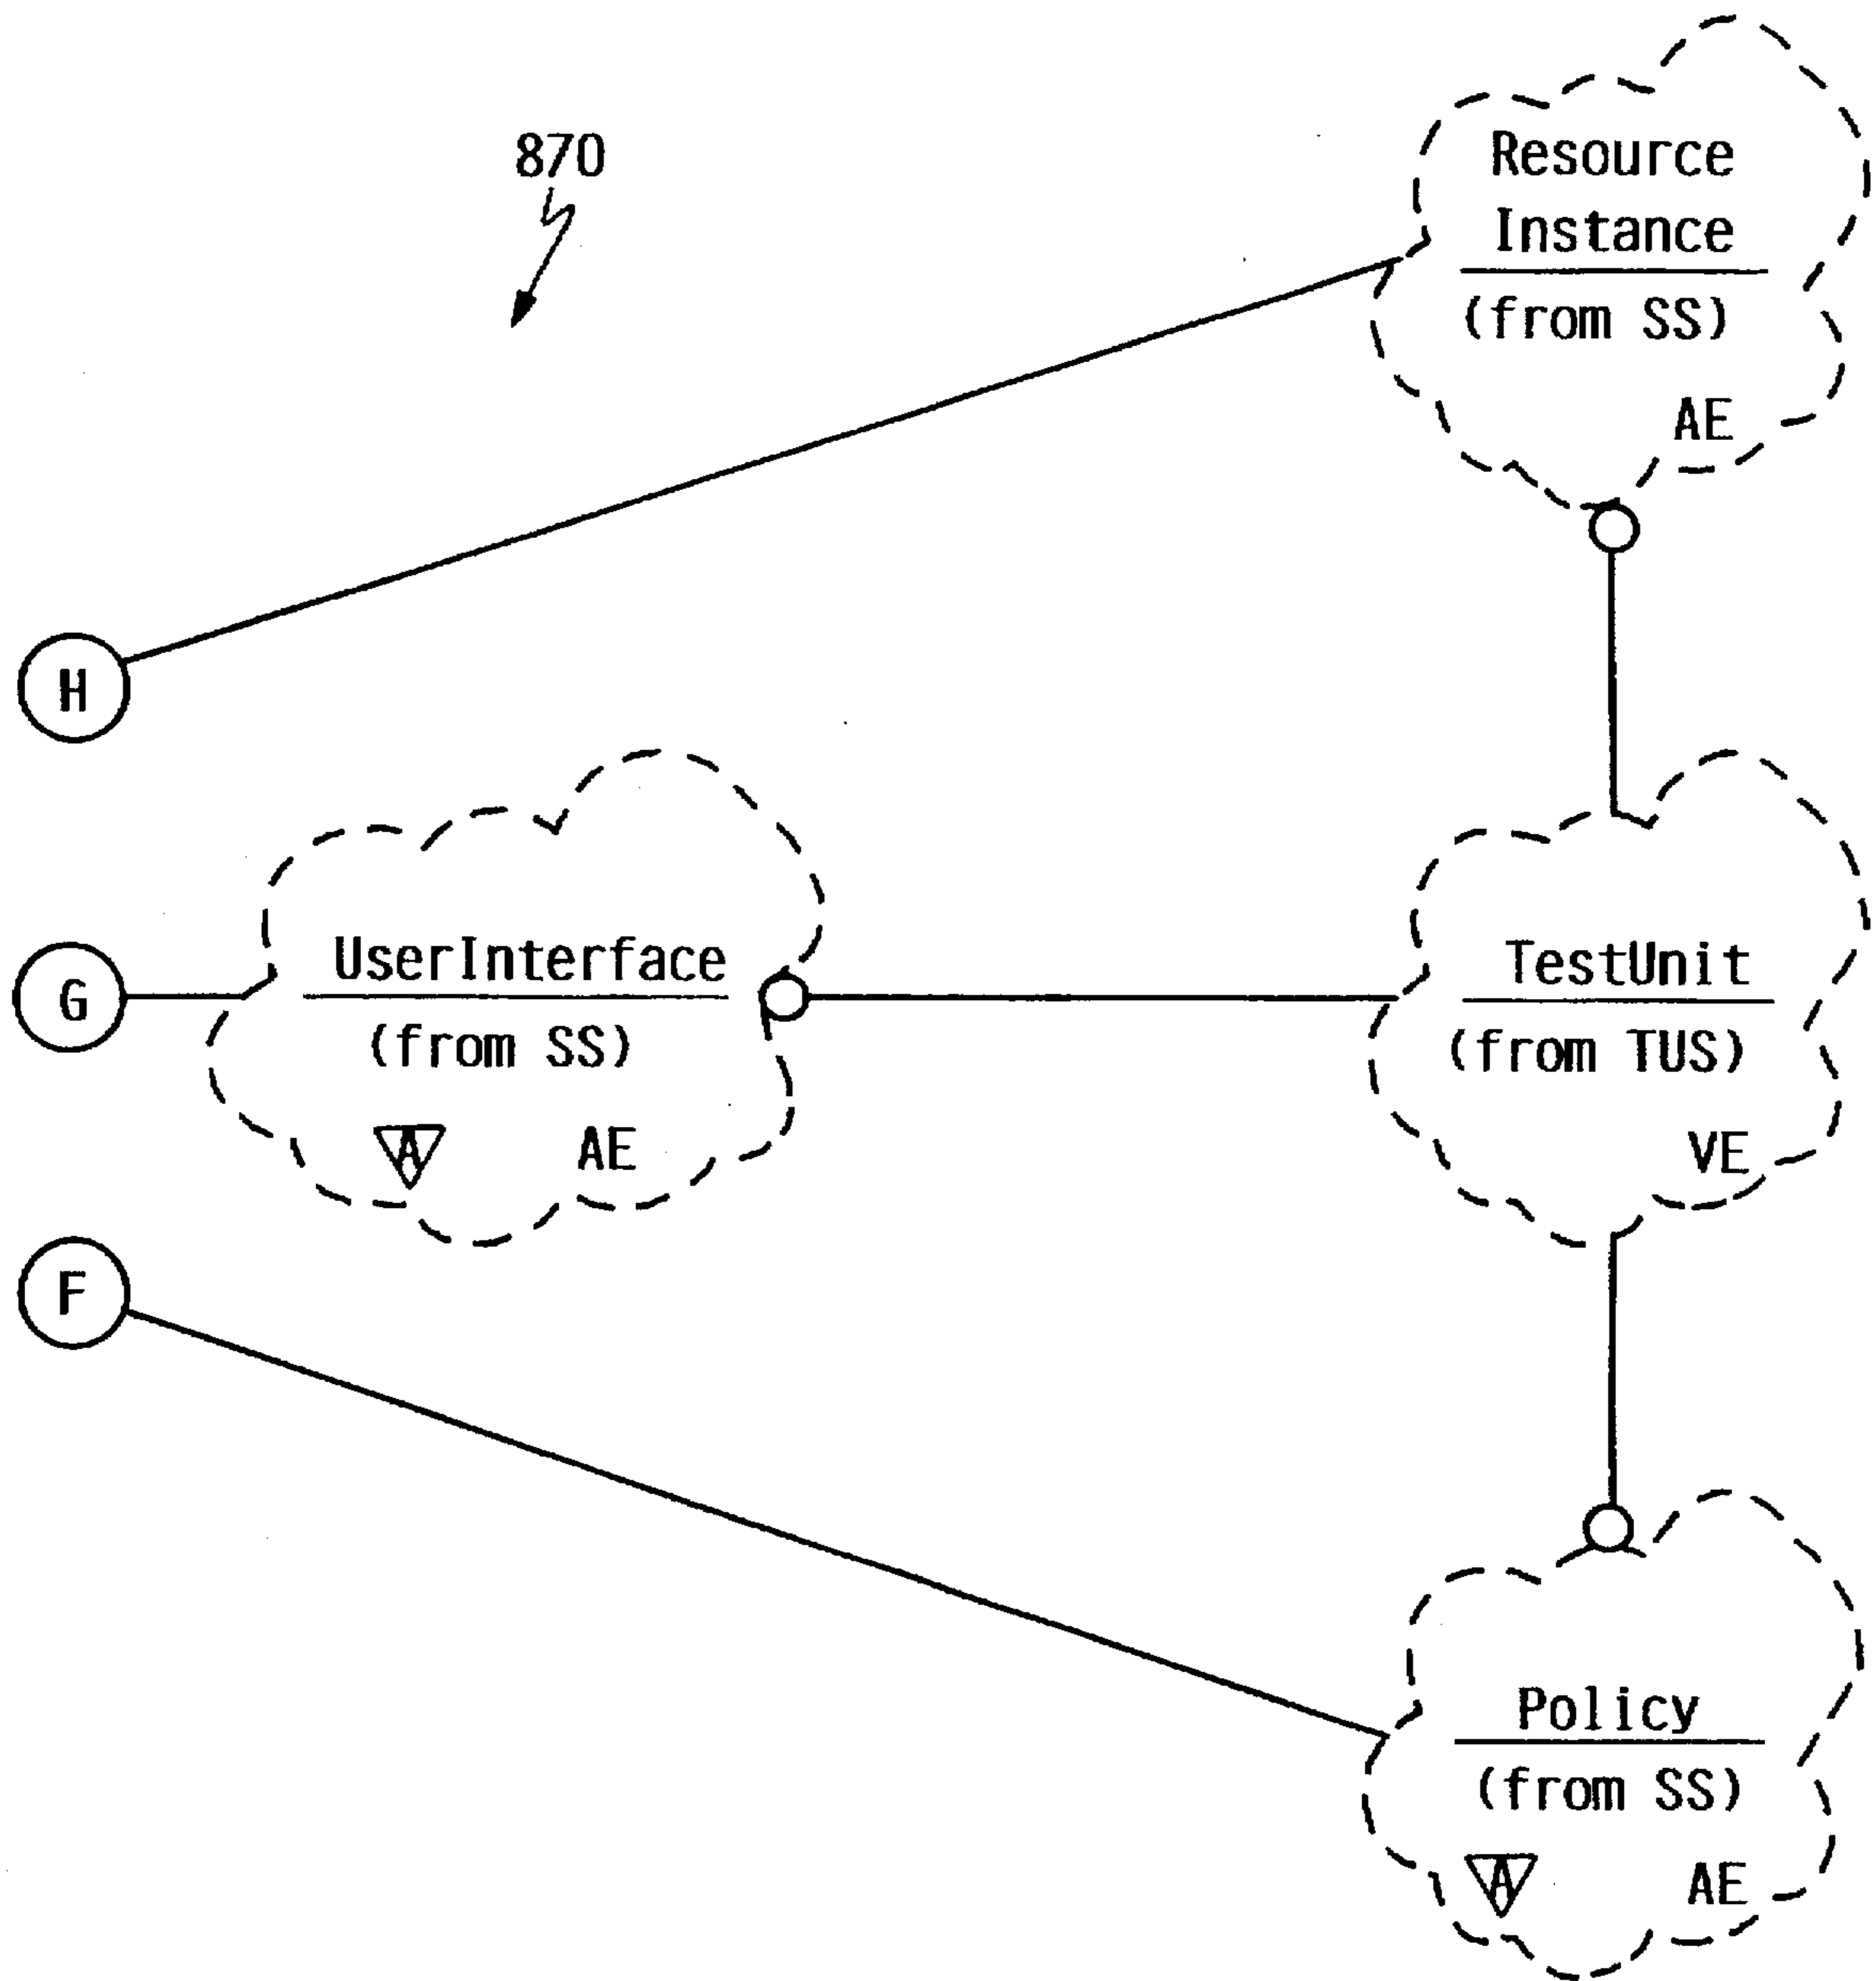 870
Resource
Instance
(from SS)
AE
H
G
UserInterface
(from SS)
A
AE
TestUnit
(from TUS)
VE
F
Policy
(from SS)
A
AE